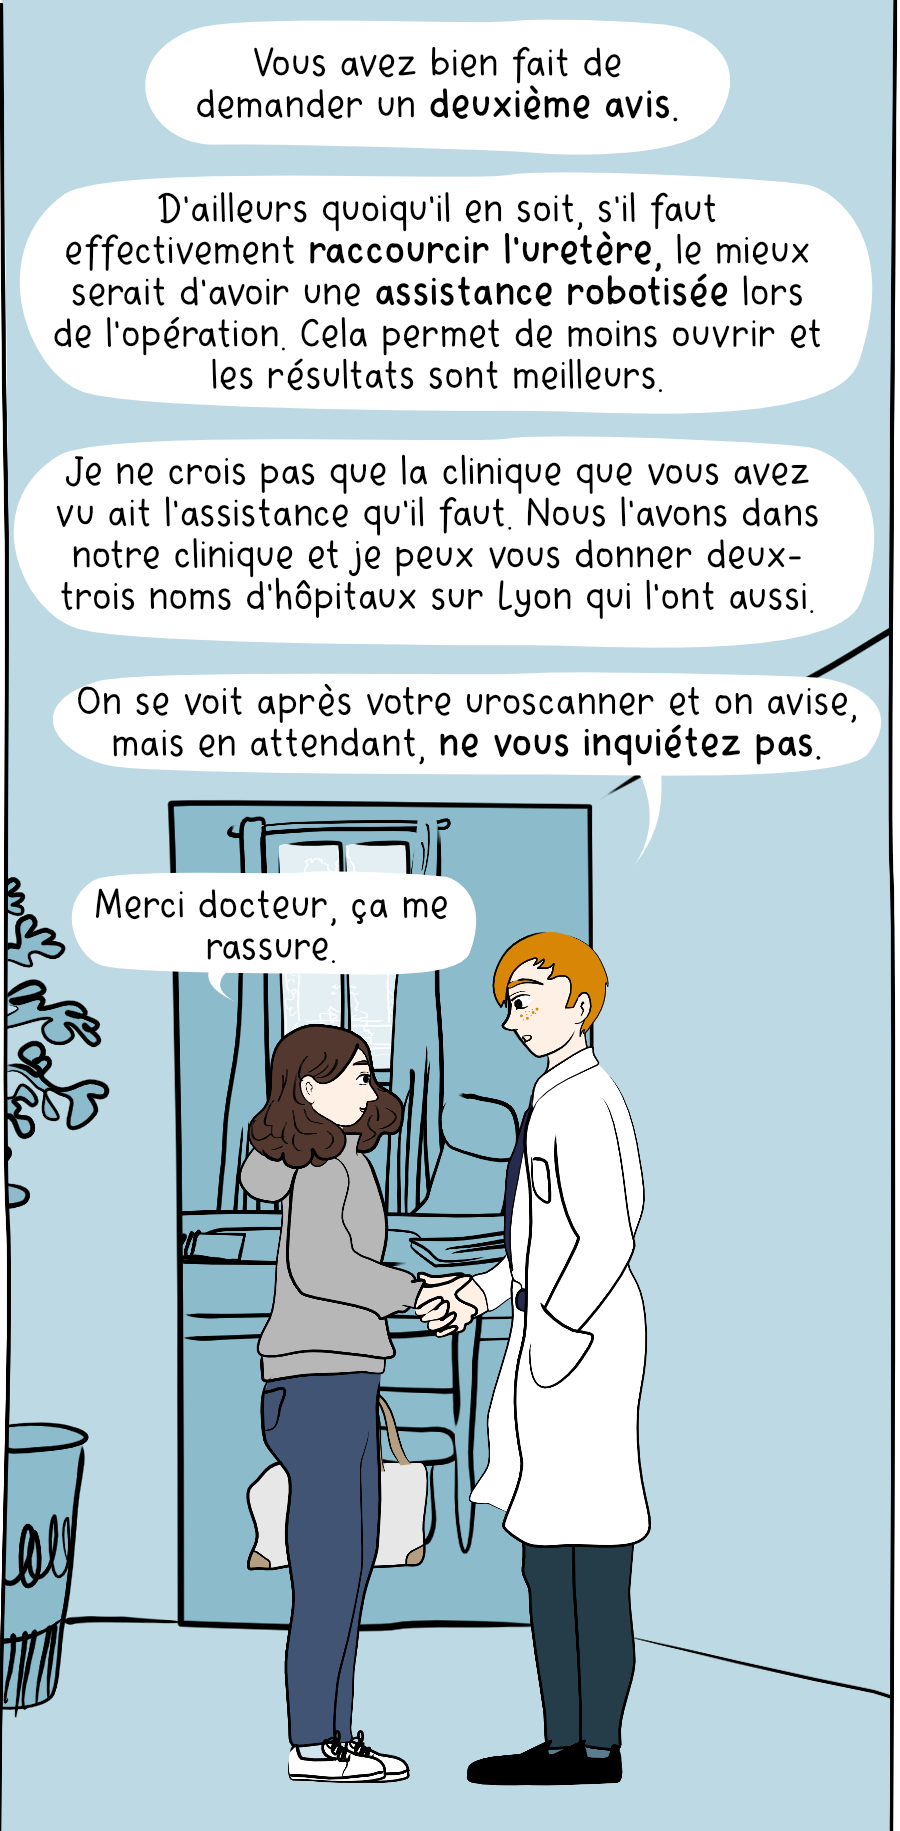 Vous avez bien fait de
demander un deuxième avis.
D'ailleurs quoiqu'il en soit, s'il faut
effectivement raccourcir l'uretère, le mieux
serait d'avoir une assistance robotisée lors
de l'opération. Cela permet de moins ouvrir et
les résultats sont meilleurs.
Je ne crois pas que la clinique que vous avez
vu ait l'assistance qu'il faut. Nous l'avons dans
notre clinique et je peux vous donner deux-
trois noms d'hôpitaux sur Lyon qui l'ont aussi.
On se voit après votre uroscanner et on avise,
mais en attendant, ne vous inquiétez pas.
Merci docteur, ça me
rassure.